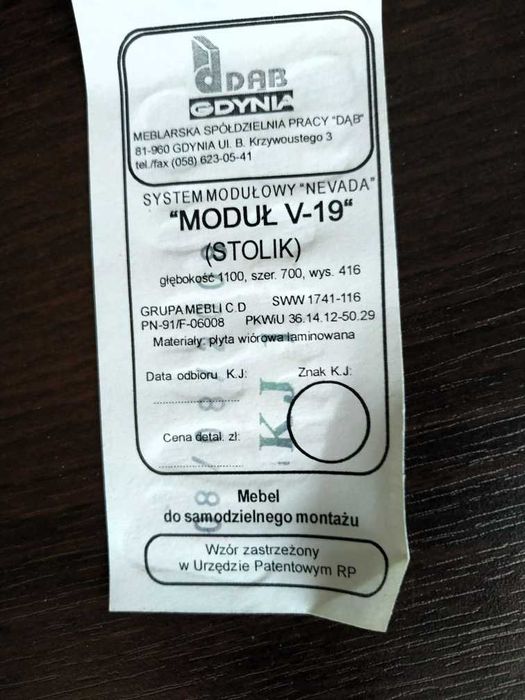 d DĄB
GDYNIA
MEBLARSKA SPÓŁDZIELNIA PRACY "DĄB"
81-960 GDYNIA Ul. B. Krzywoustego 3
tel./fax (058) 623-05-41
SYSTEM MODUŁOWY "NEVADA"
"MODUŁ V-19"
(STOLIK)
głębokość 1100, szer. 700, wys. 416
GRUPA MEBLI C.D SWW 1741-116
PN-91/F-06008 PKWiU 36.14.12-50.29
Materiały: płyta wiórowa laminowana
Data odbioru K.J: Znak K.J:
KJ
Cena detal. zł:
Mebel
do samodzielnego montażu
Wzór zastrzeżony
w Urzędzie Patentowym RP